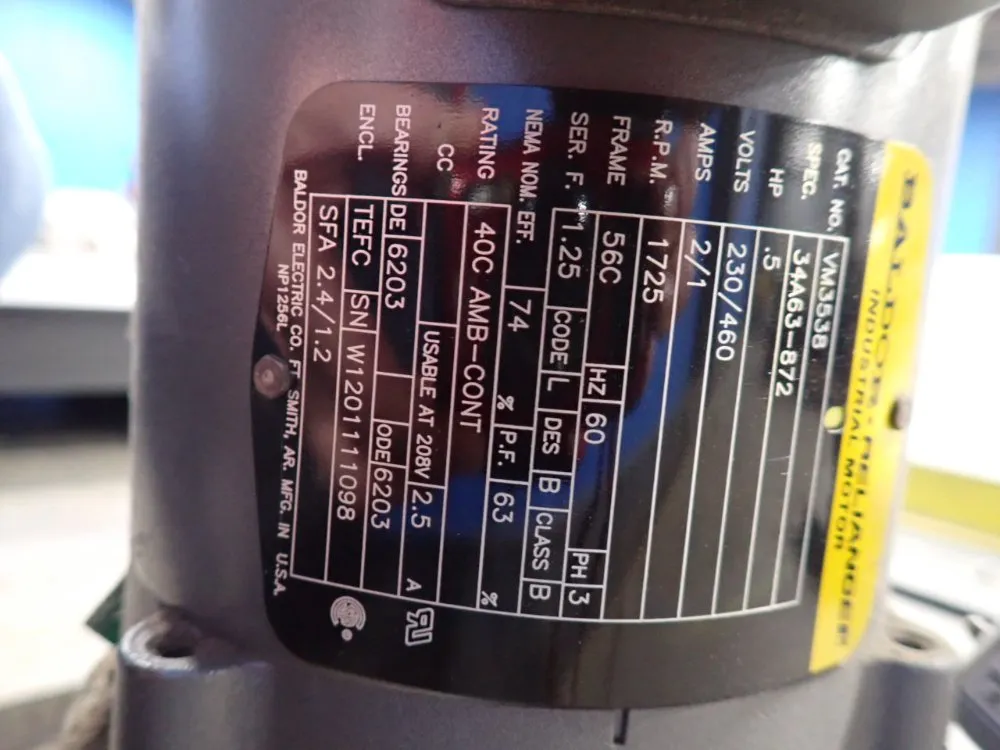 BALDOR·RELIANCER
INDUSTRIAL MOTOR
CAT. NO. VM3538
SPEC. 34A63-872
HP .5
VOLTS 230/460
AMPS 2/1
R.P.M. 1725
FRAME 56C HZ 60 PH 3
SER. F. 1.25 CODE L DES B CLASS B
NEMA NOM. EFF. 74 % P.F. 63 %
RATING 40C AMB-CONT
CC USABLE AT 208V 2.5 A
BEARINGS DE 6203 ODE 6203
ENCL. TEFC SN W1201111098
SFA 2.4/1.2
BALDOR ELECTRIC CO. FT SMITH, AR. MFG. IN U.S.A.
NP1256L